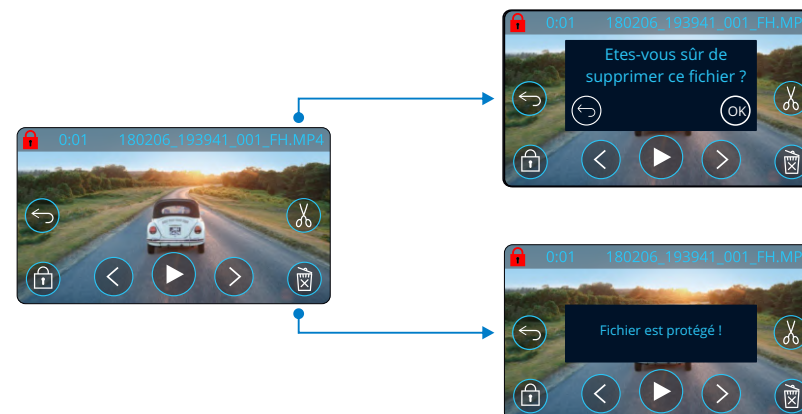 0:01 180206_193941_001_FH.MP
Etes-vous sûr de
supprimer ce fichier ?
OK
0:01 180206_193941_001_FH.MP4
0:01 180206_193941_001_FH.MP
Fichier est protégé !